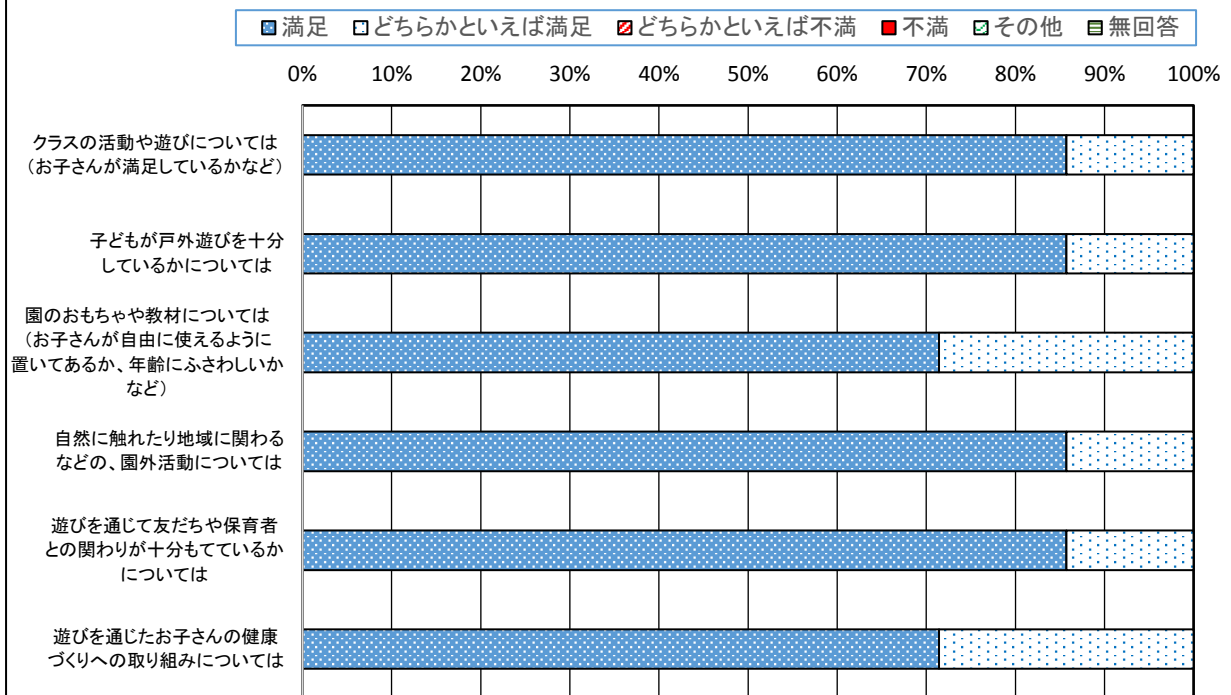 満足 どちらかといえば満足 どちらかといえば不満 不満 その他 無回答
0% 10% 20% 30% 40% 50% 60% 70% 80% 90% 100%
クラスの活動や遊びについては
（お子さんが満足しているかなど）
子どもが戸外遊びを十分
しているかについては
園のおもちゃや教材については
（お子さんが自由に使えるように
置いてあるか、年齢にふさわしいか
など）
自然に触れたり地域に関わる
などの、園外活動については
遊びを通じて友だちや保育者
との関わりが十分もてているか
については
遊びを通じたお子さんの健康
づくりへの取り組みについては